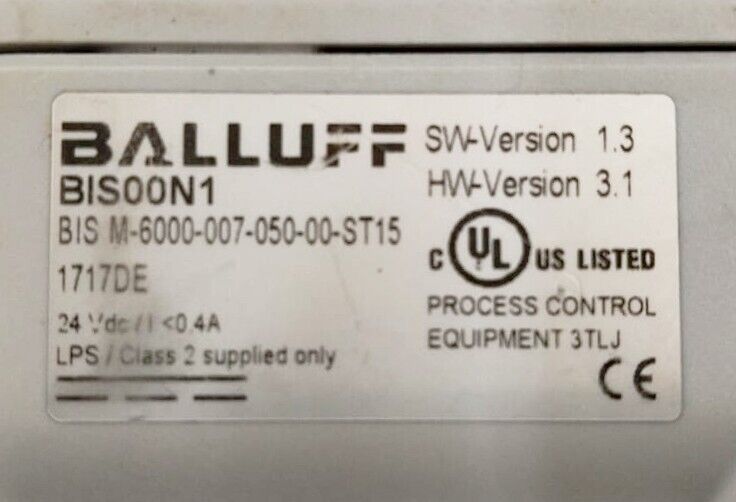 BALLUFF
BIS00N1
BIS M-6000-007-050-00-ST15
1717DE
24 Vdc / I <0.4A
LPS / Class 2 supplied only
SW-Version 1.3
HW-Version 3.1
C UL US LISTED
PROCESS CONTROL
EQUIPMENT 3TLJ
CE